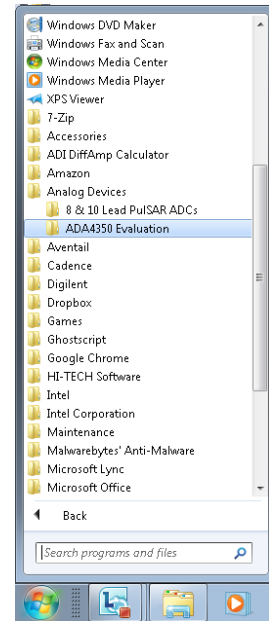 Windows DVD Maker
Windows Fax and Scan
Windows Media Center
Windows Media Player
XPS Viewer
7-Zip
Accessories
ADI DiffAmp Calculator
Amazon
Analog Devices
8 & 10 Lead PulSAR ADCs
ADA4350 Evaluation
Aventail
Cadence
Digilent
Dropbox
Games
Ghostscript
Google Chrome
HI-TECH Software
Intel
Intel Corporation
Maintenance
Malwarebytes' Anti-Malware
Microsoft Lync
Microsoft Office
Back
Search programs and files